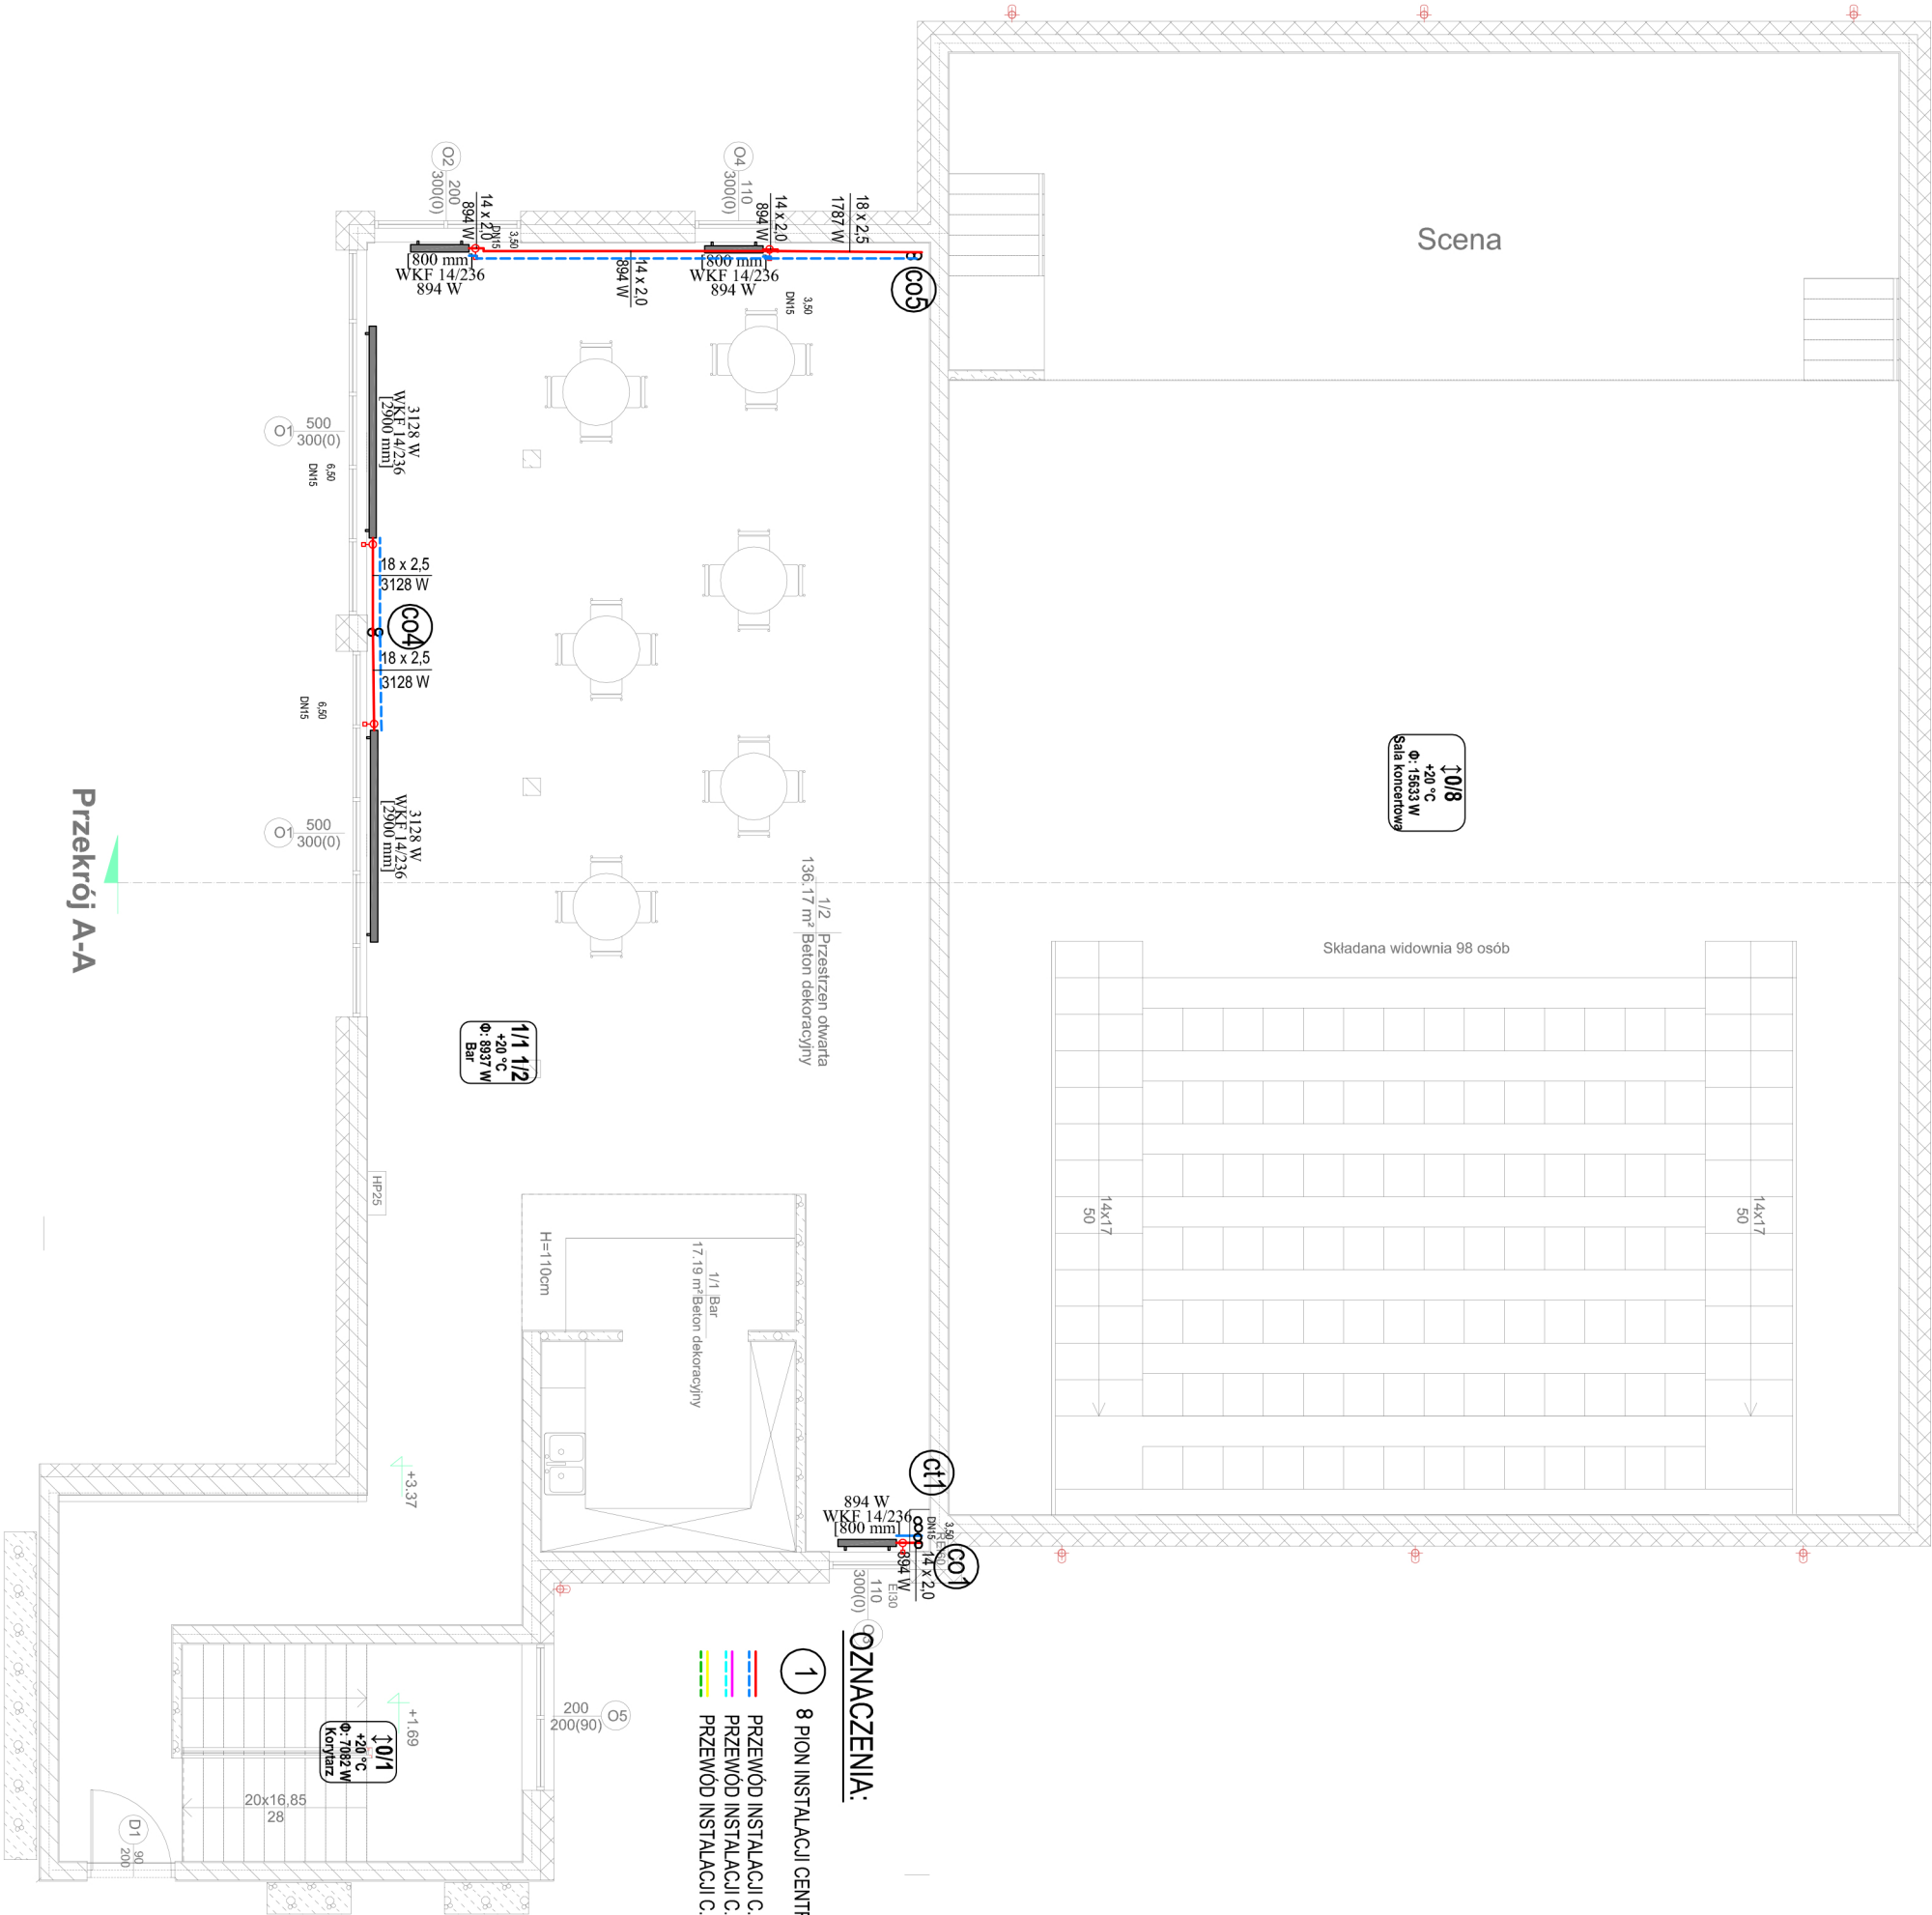 Scena
O2
200
300(0)
O4
110
300(0)
14 x 2,0
894 W
3,50
DN15
14 x 2,0
894 W
18 x 2,5
1787 W
[800 mm]
WKF 14/236
894 W
14 x 2,0
894 W
[800 mm]
WKF 14/236
894 W
co5
3,50
DN15
3128 W
WKF 14/236
[2900 mm]
O1
500
300(0)
6,50
DN15
18 x 2,5
3128 W
co4
18 x 2,5
3128 W
6,50
DN15
3128 W
WKF 14/236
[2900 mm]
O1
500
300(0)
Przekrój A-A
↕0/8
+20 °C
Φ: 15633 W
Sala koncertowa
1/2 Przestrzen otwarta
136.17 m² Beton dekoracyjny
Składana widownia 98 osób
1/1 1/2
+20 °C
Φ: 8937 W
Bar
HP25
H=110cm
1/1 Bar
17.19 m² Beton dekoracyjny
14x17
50
14x17
50
ct1
894 W
WKF 14/236
[800 mm]
3,50
DN15
co1
14 x 2,0
894 W
EI30
110
300(0)
+3.37
+1.69
↕0/1
+20 °C
Φ: 7082 W
Korytarz
20x16,85
28
D1
90
200
200
200(90)
O5
OZNACZENIA:
1
8 PION INSTALACJI CENTR
PRZEWÓD INSTALACJI C.
PRZEWÓD INSTALACJI C.
PRZEWÓD INSTALACJI C.